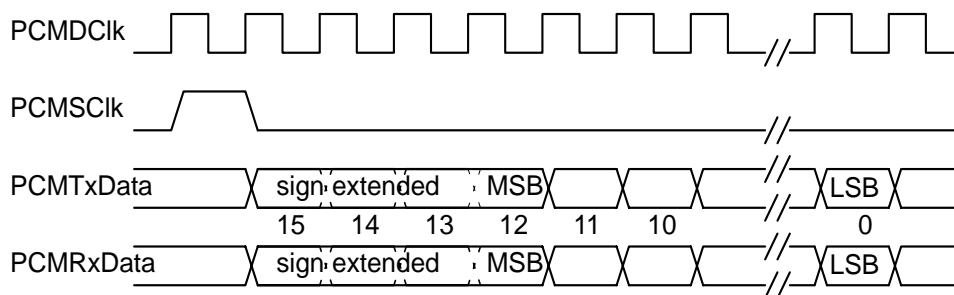 PCMDClk
PCMSClk
PCMTxData sign extended MSB LSB
15 14 13 12 11 10 0
PCMRxData sign extended MSB LSB